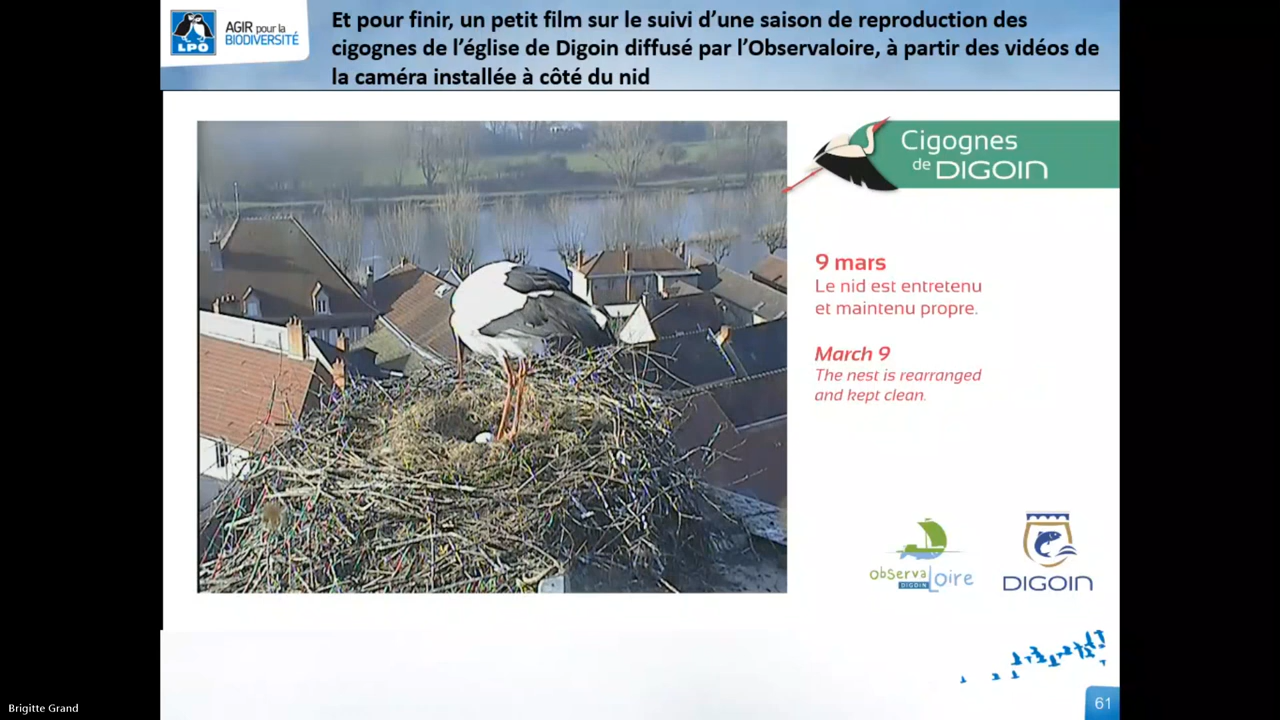 LPO
AGIR pour la
BIODIVERSITÉ
Et pour finir, un petit film sur le suivi d’une saison de reproduction des
cigognes de l’église de Digoin diffusé par l’Observaloire, à partir des vidéos de
la caméra installée à côté du nid
Cigognes
de DIGOIN
9 mars
Le nid est entretenu
et maintenu propre.
March 9
The nest is rearranged
and kept clean.
observa
DIGOIN Loire
DIGOIN
61
Brigitte Grand